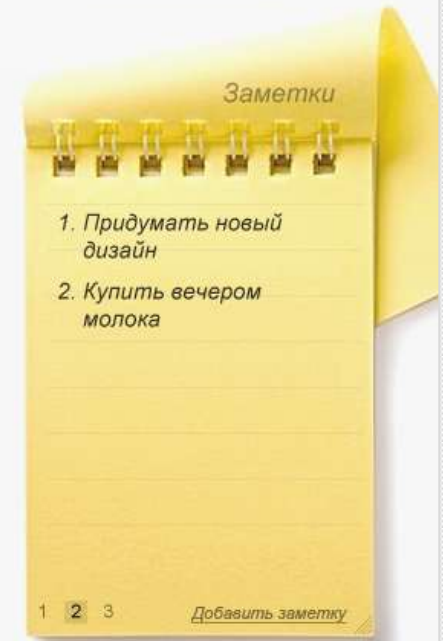 Заметки
1. Придумать новый
дизайн
2. Купить вечером
молока
1 2 3 Добавить заметку